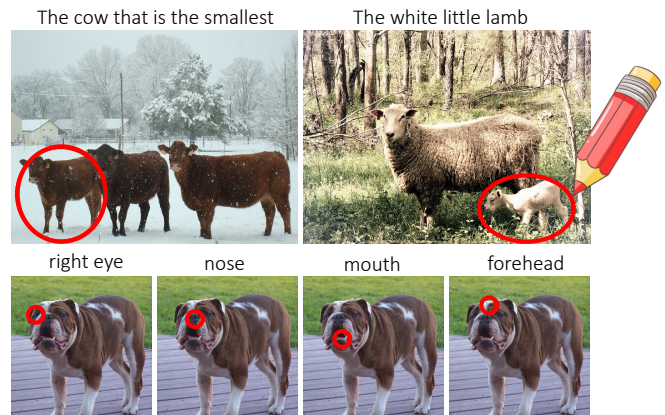 The cow that is the smallest
The white little lamb
right eye
nose
mouth
forehead